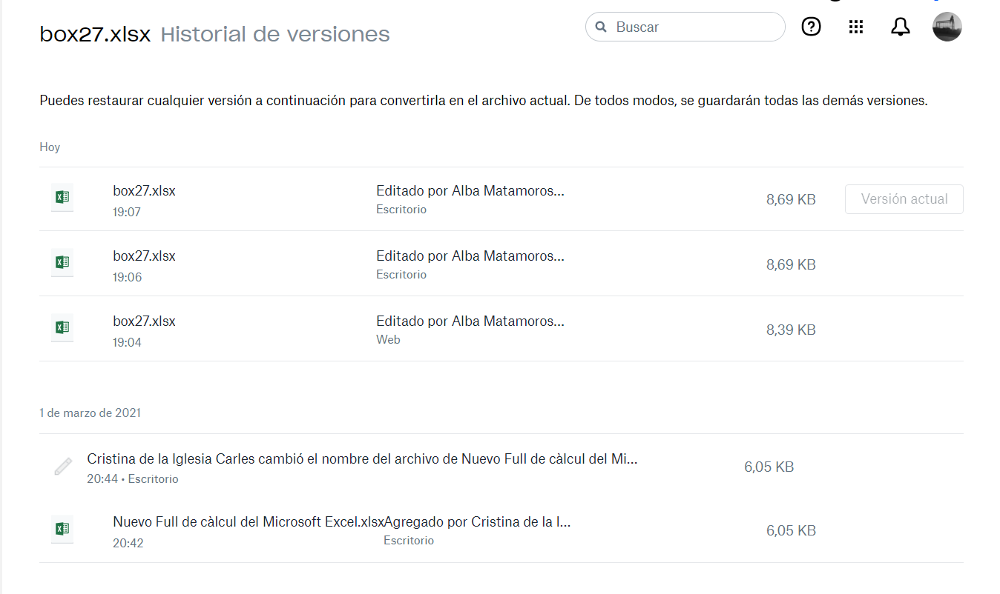 box27.xlsx Historial de versiones
Buscar
Puedes restaurar cualquier versión a continuación para convertirla en el archivo actual. De todos modos, se guardarán todas las demás versiones.
Hoy
box27.xlsx Editado por Alba Matamoros...
19:07 Escritorio
8,69 KB Versión actual
box27.xlsx Editado por Alba Matamoros...
19:06 Escritorio
8,69 KB
box27.xlsx Editado por Alba Matamoros...
19:04 Web
8,39 KB
1 de marzo de 2021
Cristina de la Iglesia Carles cambió el nombre del archivo de Nuevo Full de càlcul del Mi...
20:44 • Escritorio
6,05 KB
Nuevo Full de càlcul del Microsoft Excel.xlsx Agregado por Cristina de la I...
20:42 Escritorio
6,05 KB